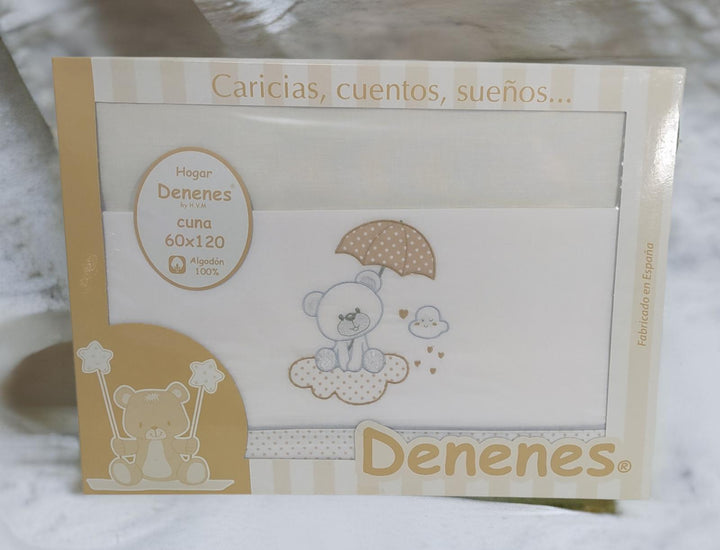 Caricias, cuentos, sueños...
Hogar
Denenes®
by H.V.M
cuna
60x120
Algodón
100%
Fabricado en España
Denenes®